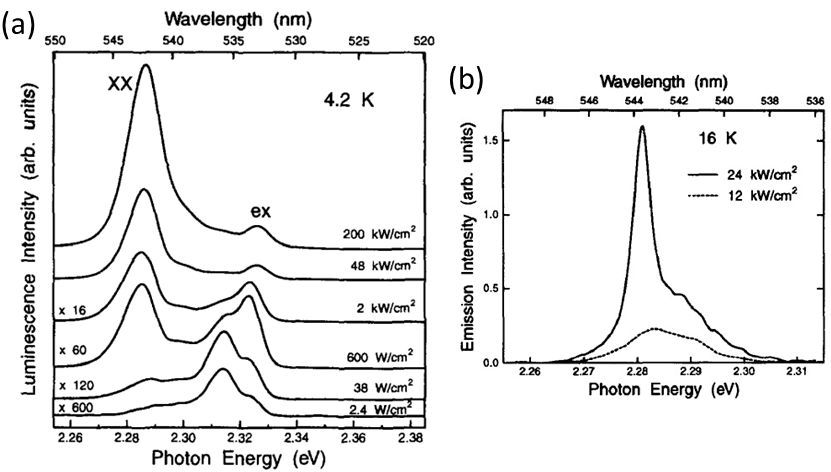 (a)
Wavelength (nm)
550 545 540 535 530 525 520
XX
4.2 K
ex
200 kW/cm²
48 kW/cm²
x 16 2 kW/cm²
x 60 600 W/cm²
x 120 38 W/cm²
x 600 2.4 W/cm²
Luminescence Intensity (arb. units)
2.26 2.28 2.30 2.32 2.34 2.36 2.38
Photon Energy (eV)
(b)
Wavelength (nm)
548 546 544 542 540 538 536
16 K
24 kW/cm²
12 kW/cm²
1.5
1.0
0.5
0.0
Emission Intensity (arb. units)
2.26 2.27 2.28 2.29 2.30 2.31
Photon Energy (eV)